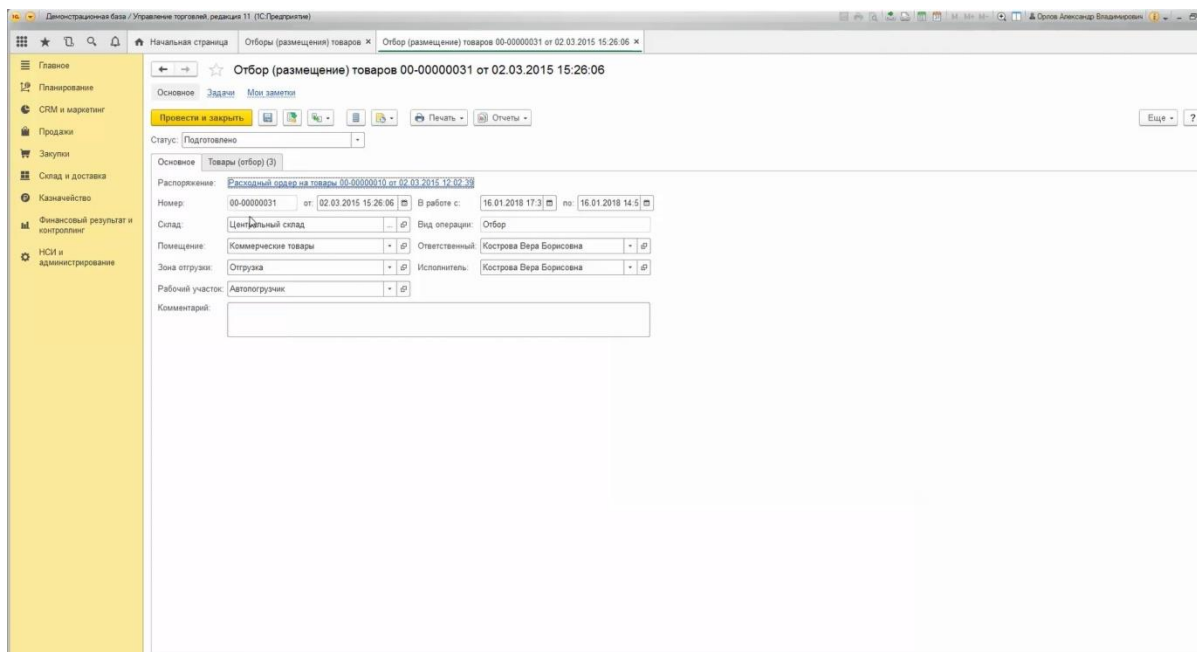 Демонстрационная база / Управление торговлей, редакция 11 (1С:Предприятие)
M M+ M- Орлов Александр Владимирович
Начальная страница Отборы (размещения) товаров × Отбор (размещение) товаров 00-00000031 от 02.03.2015 15:26:06 ×
Главное
Планирование
CRM и маркетинг
Продажи
Закупки
Склад и доставка
Казначейство
Финансовый результат и
контроллинг
НСИ и
администрирование
Отбор (размещение) товаров 00-00000031 от 02.03.2015 15:26:06
Основное Задачи Мои заметки
Провести и закрыть Печать Отчеты Еще ?
Статус: Подготовлено
Основное Товары (отбор) (3)
Распоряжение: Расходный ордер на товары 00-00000010 от 02.03.2015 12:02:39
Номер: 00-00000031 от: 02.03.2015 15:26:06 В работе с: 16.01.2018 17:3 по: 16.01.2018 14:5
Склад: Центральный склад Вид операции: Отбор
Помещение: Коммерческие товары Ответственный: Кострова Вера Борисовна
Зона отгрузки: Отгрузка Исполнитель: Кострова Вера Борисовна
Рабочий участок: Автопогрузчик
Комментарий: